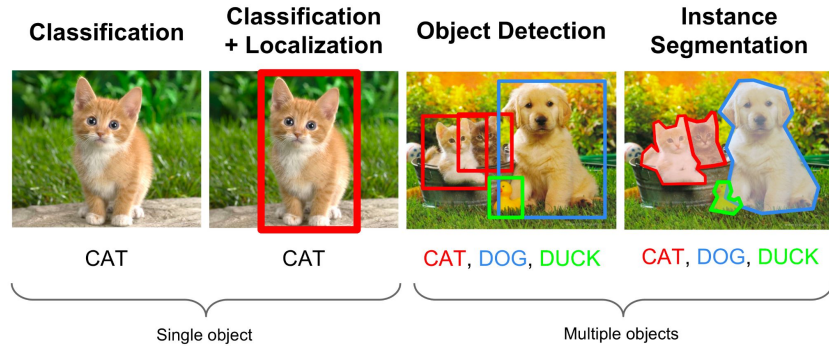 Classification
Classification
+ Localization
Object Detection
Instance
Segmentation
CAT
CAT
CAT, DOG, DUCK
CAT, DOG, DUCK
Single object
Multiple objects